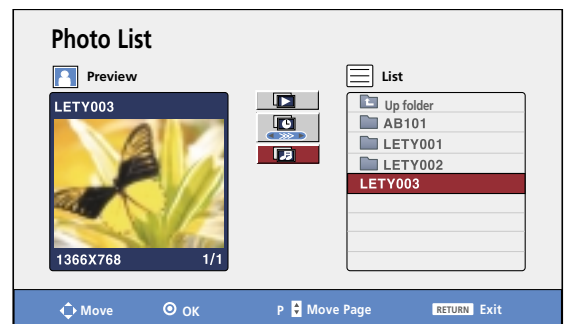 Photo List
Preview
LETY003
1366X768 1/1
List
Up folder
AB101
LETY001
LETY002
LETY003
Move OK P Move Page RETURN Exit